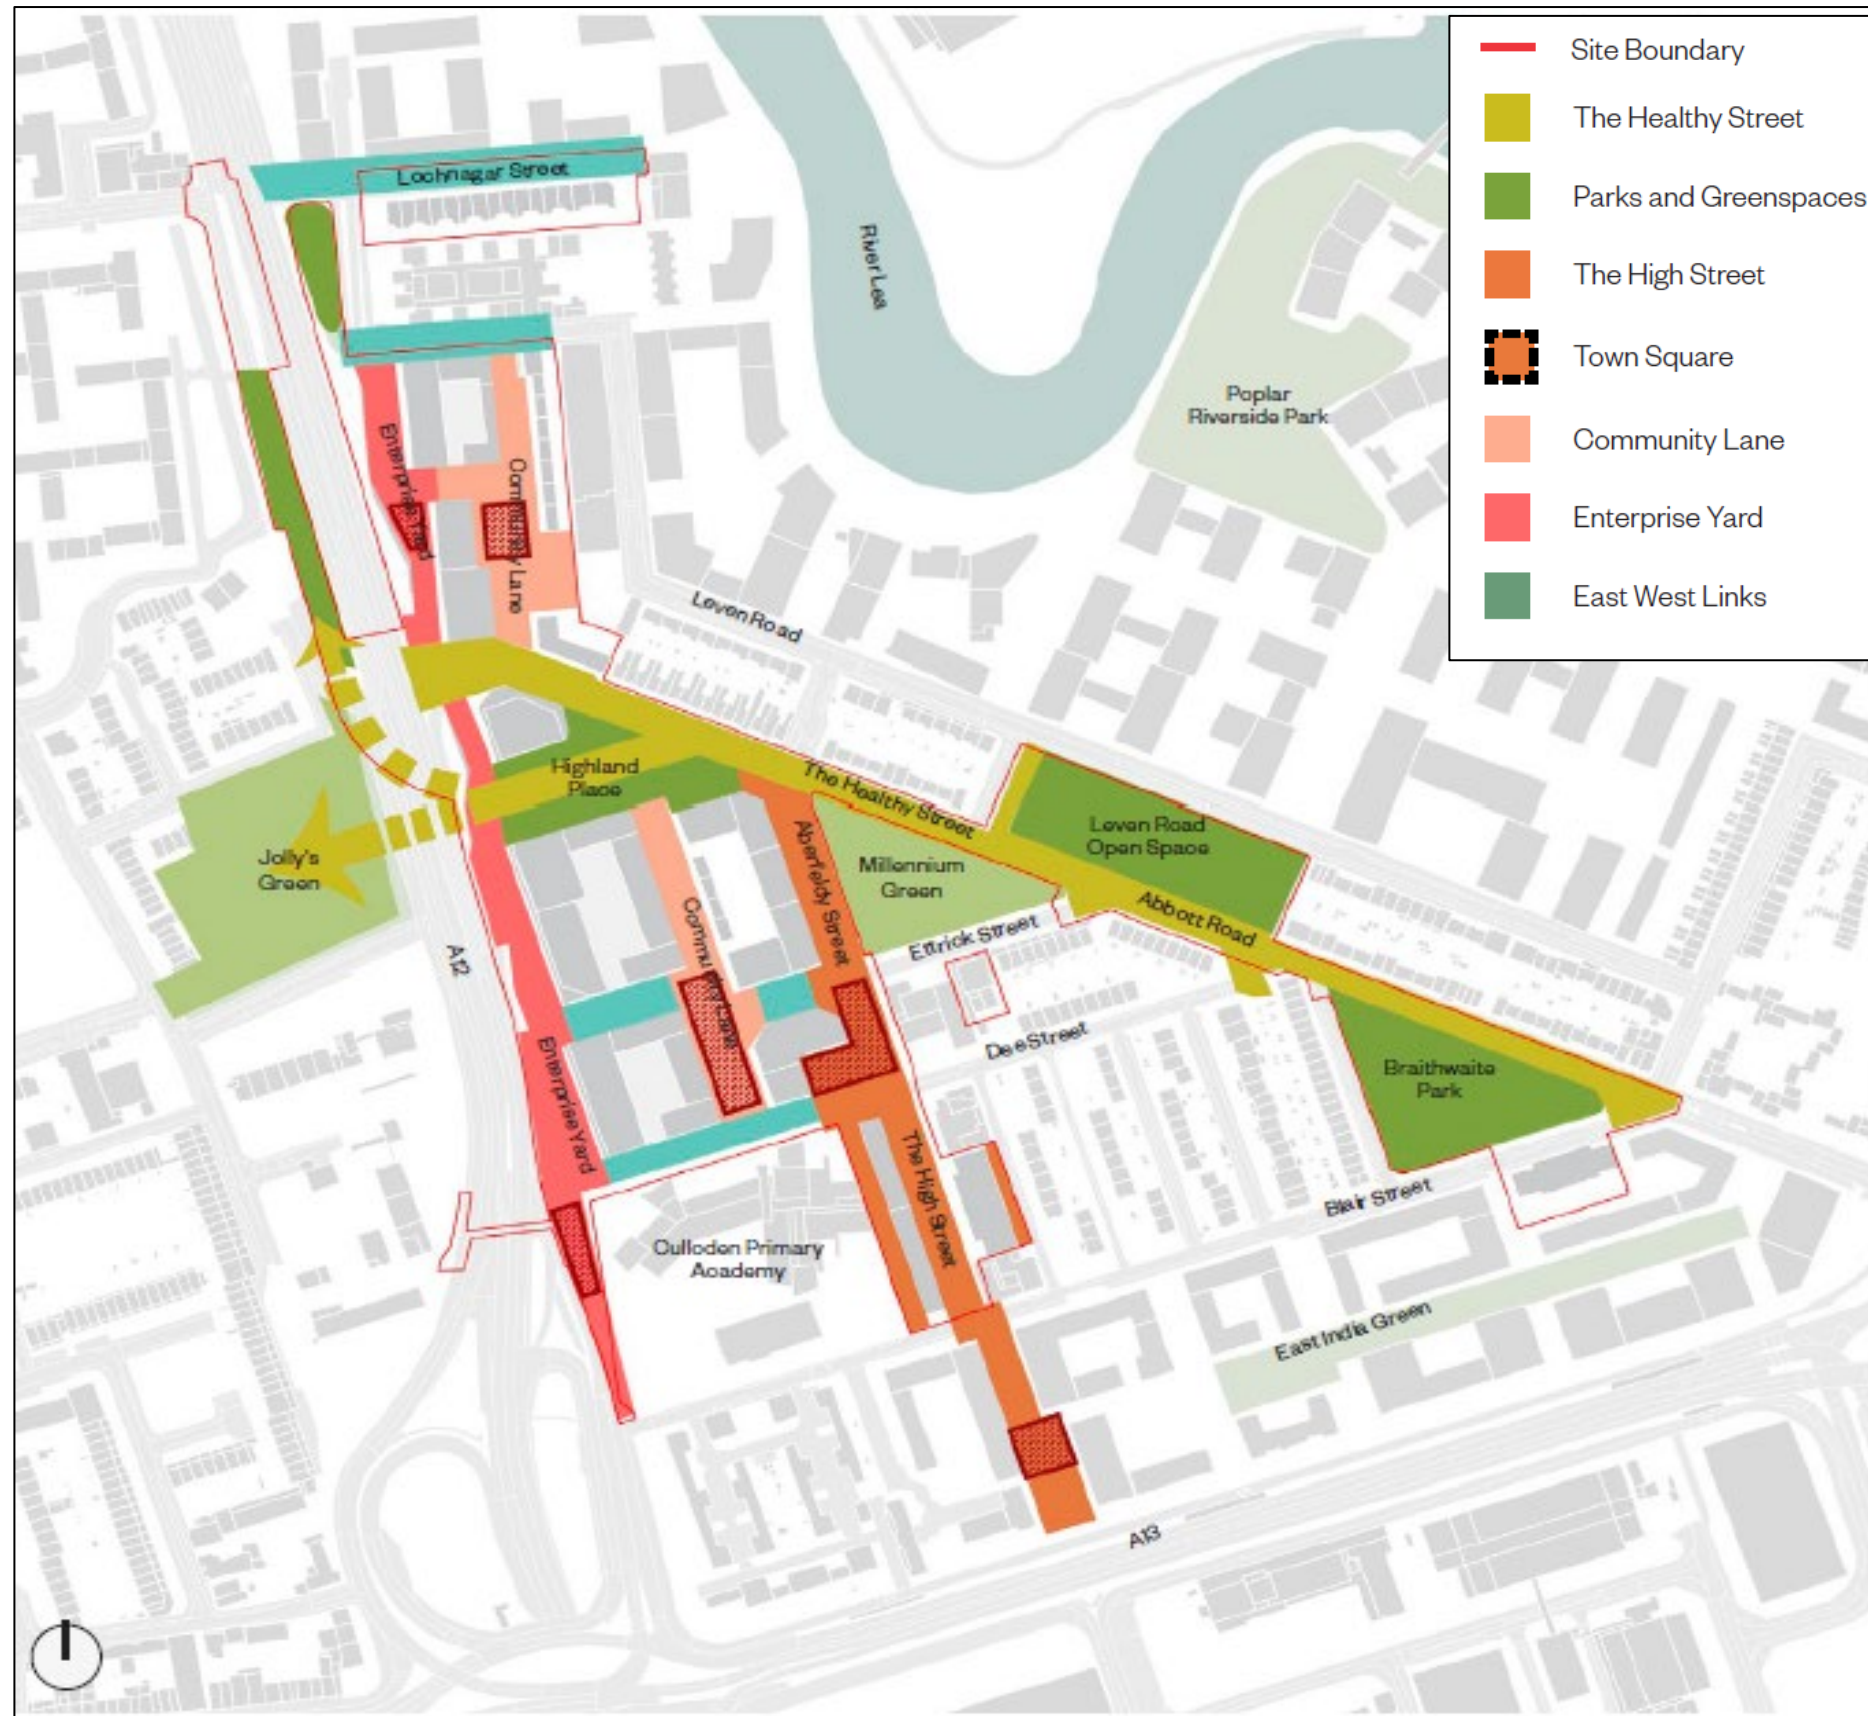 Site Boundary
The Healthy Street
Parks and Greenspaces
The High Street
Town Square
Community Lane
Enterprise Yard
East West Links
Lochnagar Street
River Lea
Poplar
Riverside Park
Enterprise Yard
Community Lane
Leven Road
Highland
Place
The Healthy Street
Leven Road
Open Space
Jolly's
Green
Aberfeldy Street
Millennium
Green
Abbott Road
Community Lane
Ettrick Street
A12
Dee Street
Enterprise Yard
Braithwaite
Park
The High Street
Blair Street
Culloden Primary
Academy
East India Green
A13